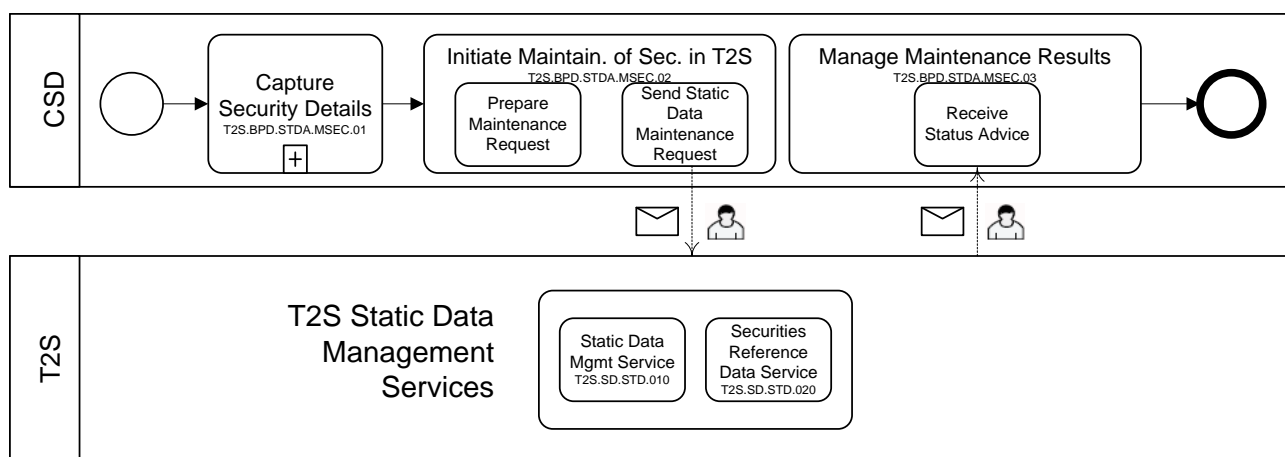 CSD
Capture
Security Details
T2S.BPD.STDA.MSEC.01
+
Initiate Maintain. of Sec. in T2S
T2S.BPD.STDA.MSEC.02
Prepare
Maintenance
Request
Send Static
Data
Maintenance
Request
Manage Maintenance Results
T2S.BPD.STDA.MSEC.03
Receive
Status Advice
T2S
T2S Static Data
Management
Services
Static Data
Mgmt Service
T2S.SD.STD.010
Securities
Reference
Data Service
T2S.SD.STD.020